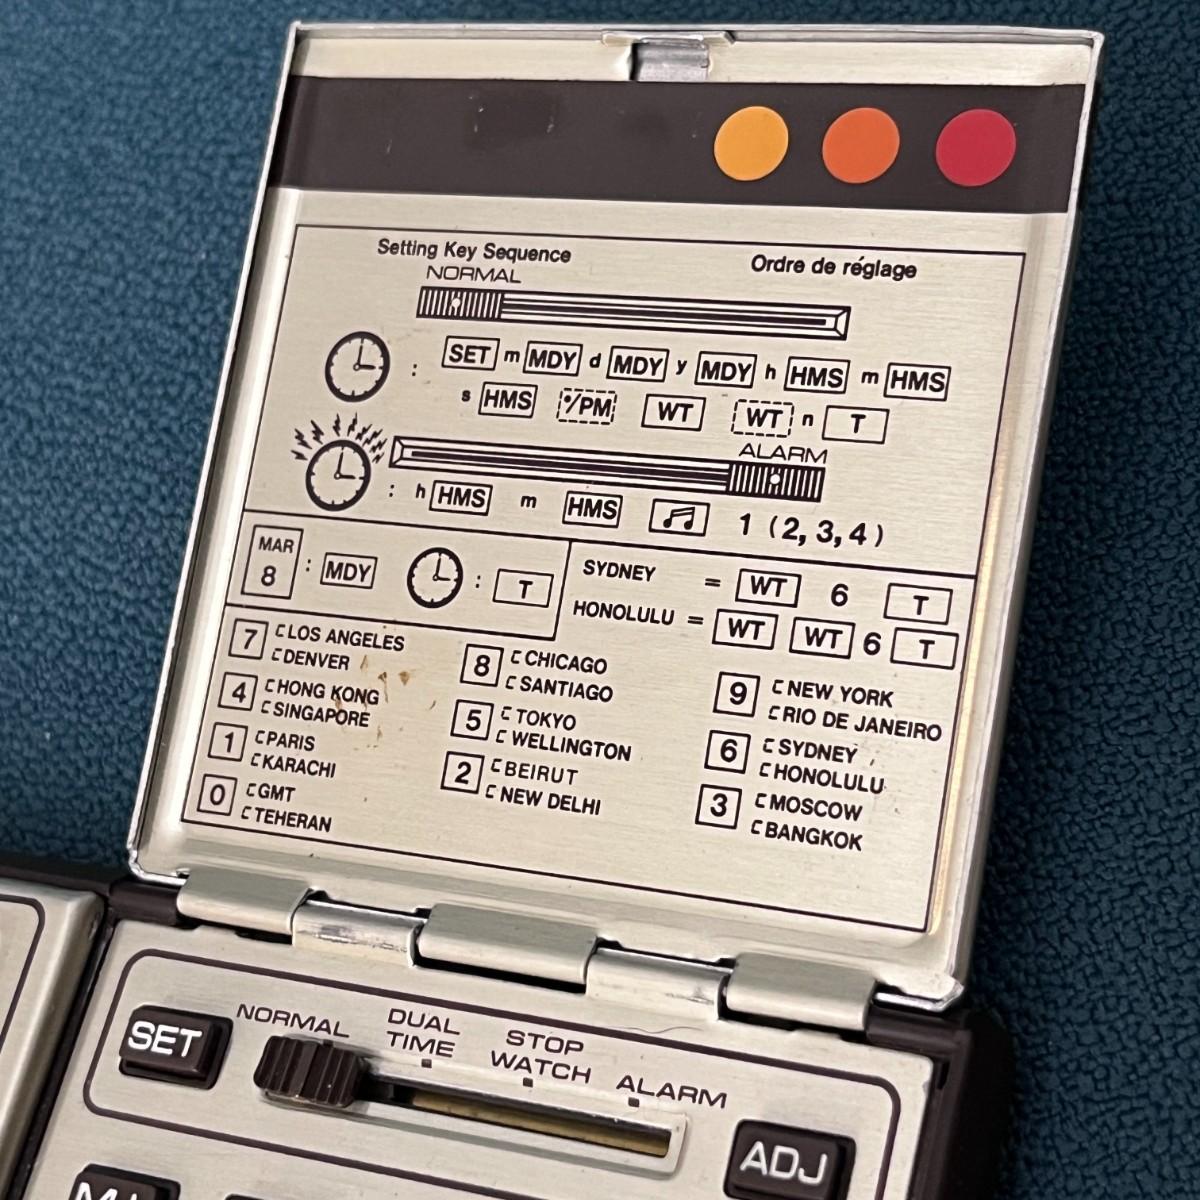 Setting Key Sequence Ordre de réglage
NORMAL
: SET m MDY d MDY y MDY h HMS m HMS
s HMS •/PM WT WT n T
ALARM
: h HMS m HMS ♫ 1 (2, 3, 4)
MAR
8 : MDY : T
SYDNEY = WT 6 T
HONOLULU = WT WT 6 T
7 LOS ANGELES
DENVER
8 CHICAGO
SANTIAGO
9 NEW YORK
RIO DE JANEIRO
4 HONG KONG
SINGAPORE
5 TOKYO
WELLINGTON
6 SYDNEY
HONOLULU
1 PARIS
KARACHI
2 BEIRUT
NEW DELHI
3 MOSCOW
BANGKOK
0 GMT
TEHERAN
SET
NORMAL
DUAL
TIME
STOP
WATCH
ALARM
ADJ